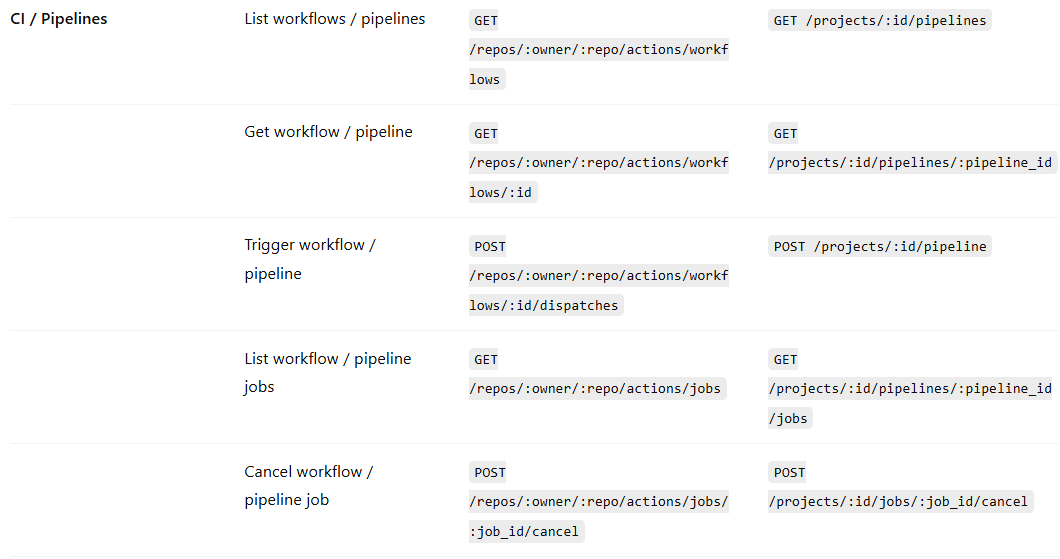 CI / Pipelines
List workflows / pipelines
GET
/repos/:owner/:repo/actions/workf
lows
GET /projects/:id/pipelines
Get workflow / pipeline
GET
/repos/:owner/:repo/actions/workf
lows/:id
GET
/projects/:id/pipelines/:pipeline_id
Trigger workflow /
pipeline
POST
/repos/:owner/:repo/actions/workf
lows/:id/dispatches
POST /projects/:id/pipeline
List workflow / pipeline
jobs
GET
/repos/:owner/:repo/actions/jobs
GET
/projects/:id/pipelines/:pipeline_id
/jobs
Cancel workflow /
pipeline job
POST
/repos/:owner/:repo/actions/jobs/
:job_id/cancel
POST
/projects/:id/jobs/:job_id/cancel